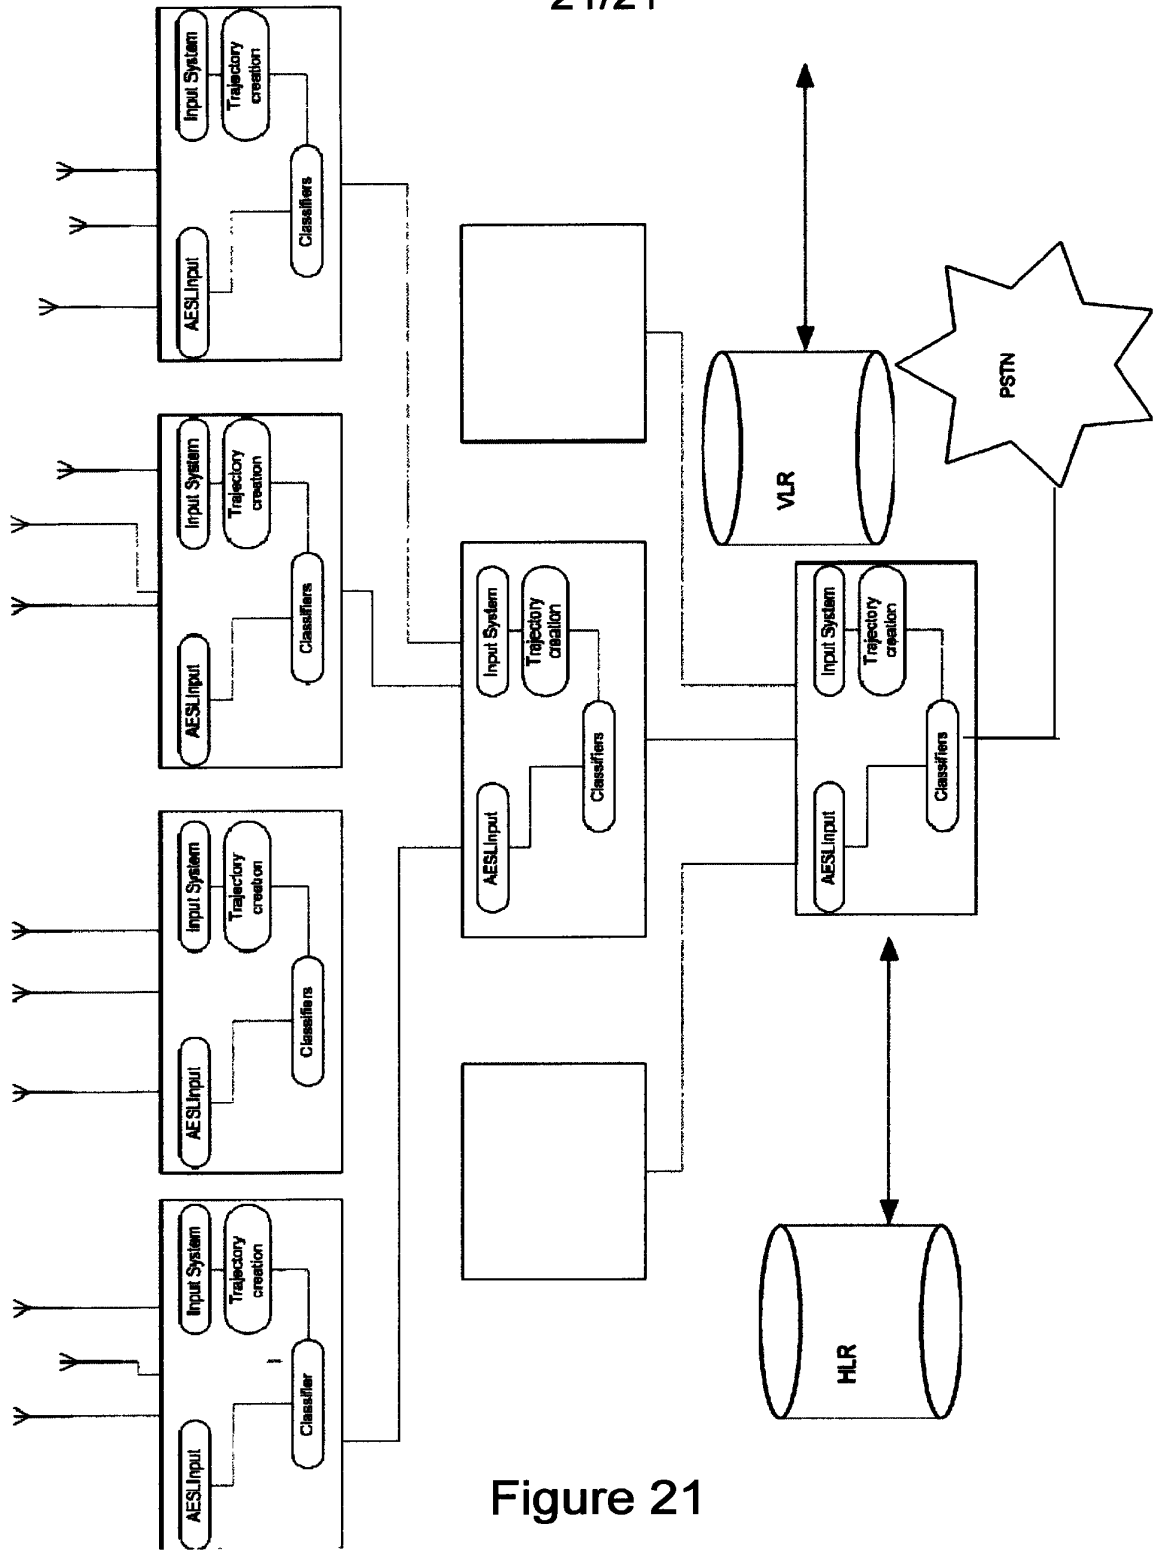 21/21
Input System
Trajectory
creation
AESLInput
Classifiers
Input System
Trajectory
creation
AESLInput
Classifiers
Input System
Trajectory
creation
AESLInput
Classifiers
Input System
Trajectory
creation
AESLInput
Classifier
Input System
Trajectory
creation
AESLInput
Classifiers
Input System
Trajectory
creation
AESLInput
Classifiers
VLR
PSTN
HLR
Figure 21